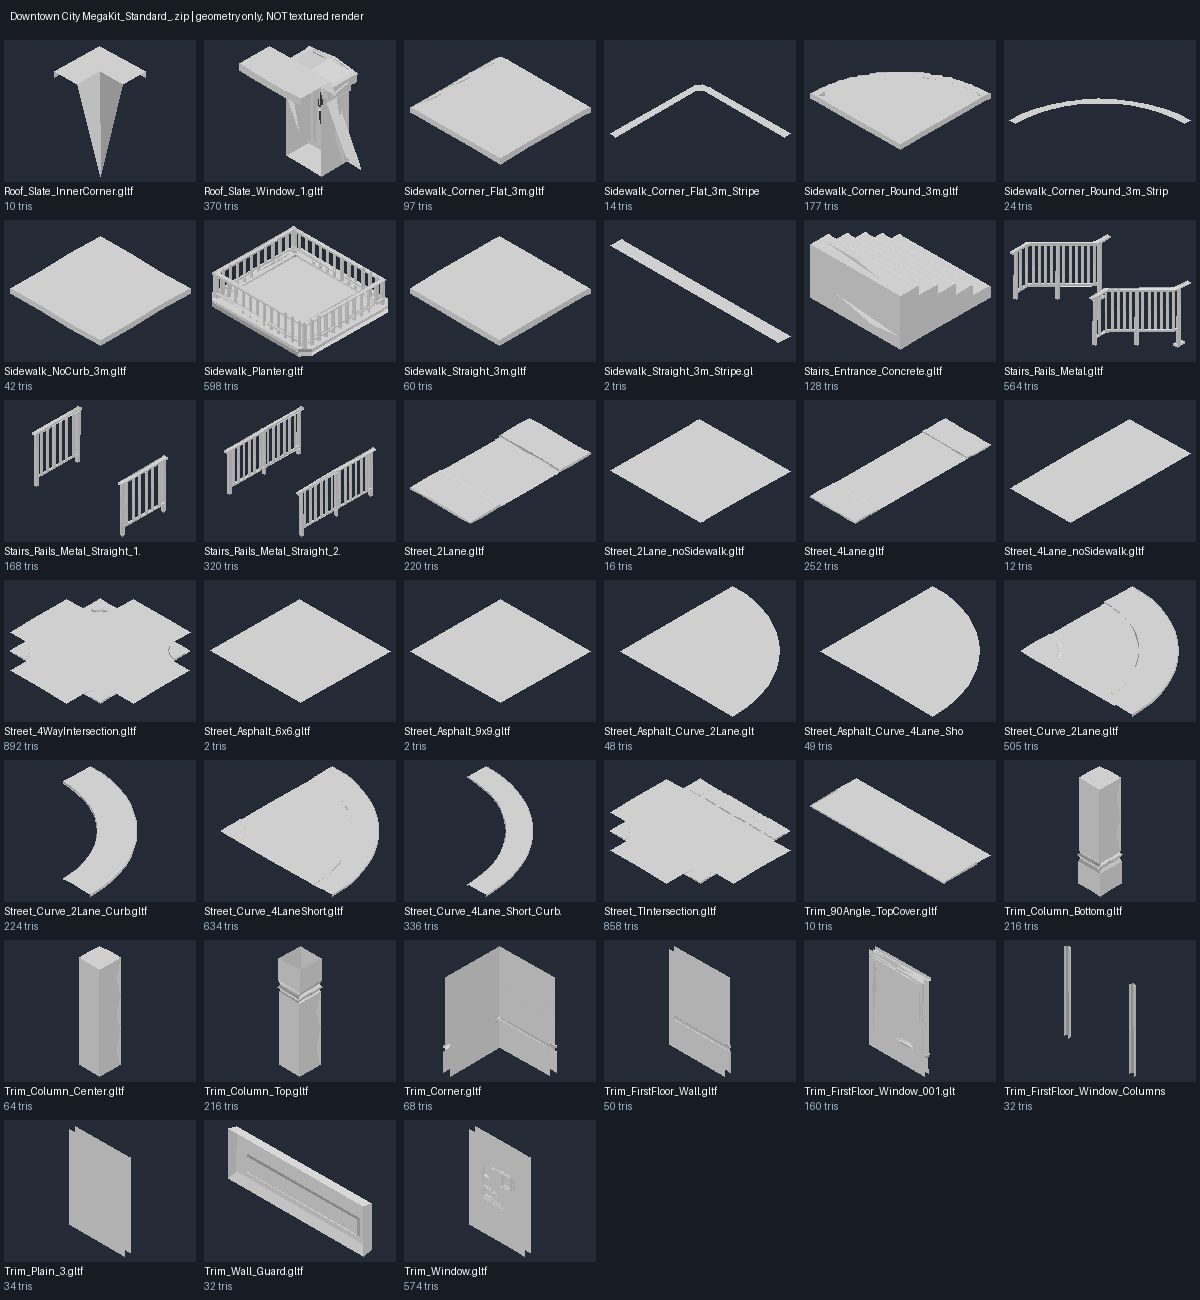 Downtown City MegaKit_Standard_.zip | geometry only, NOT textured render
Roof_Slate_InnerCorner.gltf
10 tris
Roof_Slate_Window_1.gltf
370 tris
Sidewalk_Corner_Flat_3m.gltf
97 tris
Sidewalk_Corner_Flat_3m_Stripe
14 tris
Sidewalk_Corner_Round_3m.gltf
177 tris
Sidewalk_Corner_Round_3m_Strip
24 tris
Sidewalk_NoCurb_3m.gltf
42 tris
Sidewalk_Planter.gltf
598 tris
Sidewalk_Straight_3m.gltf
60 tris
Sidewalk_Straight_3m_Stripe.gl
2 tris
Stairs_Entrance_Concrete.gltf
128 tris
Stairs_Rails_Metal.gltf
564 tris
Stairs_Rails_Metal_Straight_1.
168 tris
Stairs_Rails_Metal_Straight_2.
320 tris
Street_2Lane.gltf
220 tris
Street_2Lane_noSidewalk.gltf
16 tris
Street_4Lane.gltf
252 tris
Street_4Lane_noSidewalk.gltf
12 tris
Street_4WayIntersection.gltf
892 tris
Street_Asphalt_6x6.gltf
2 tris
Street_Asphalt_9x9.gltf
2 tris
Street_Asphalt_Curve_2Lane.glt
48 tris
Street_Asphalt_Curve_4Lane_Sho
49 tris
Street_Curve_2Lane.gltf
505 tris
Street_Curve_2Lane_Curb.gltf
224 tris
Street_Curve_4LaneShort.gltf
634 tris
Street_Curve_4Lane_Short_Curb.
336 tris
Street_TIntersection.gltf
858 tris
Trim_90Angle_TopCover.gltf
10 tris
Trim_Column_Bottom.gltf
216 tris
Trim_Column_Center.gltf
64 tris
Trim_Column_Top.gltf
216 tris
Trim_Corner.gltf
68 tris
Trim_FirstFloor_Wall.gltf
50 tris
Trim_FirstFloor_Window_001.glt
160 tris
Trim_FirstFloor_Window_Columns
32 tris
Trim_Plain_3.gltf
34 tris
Trim_Wall_Guard.gltf
32 tris
Trim_Window.gltf
574 tris